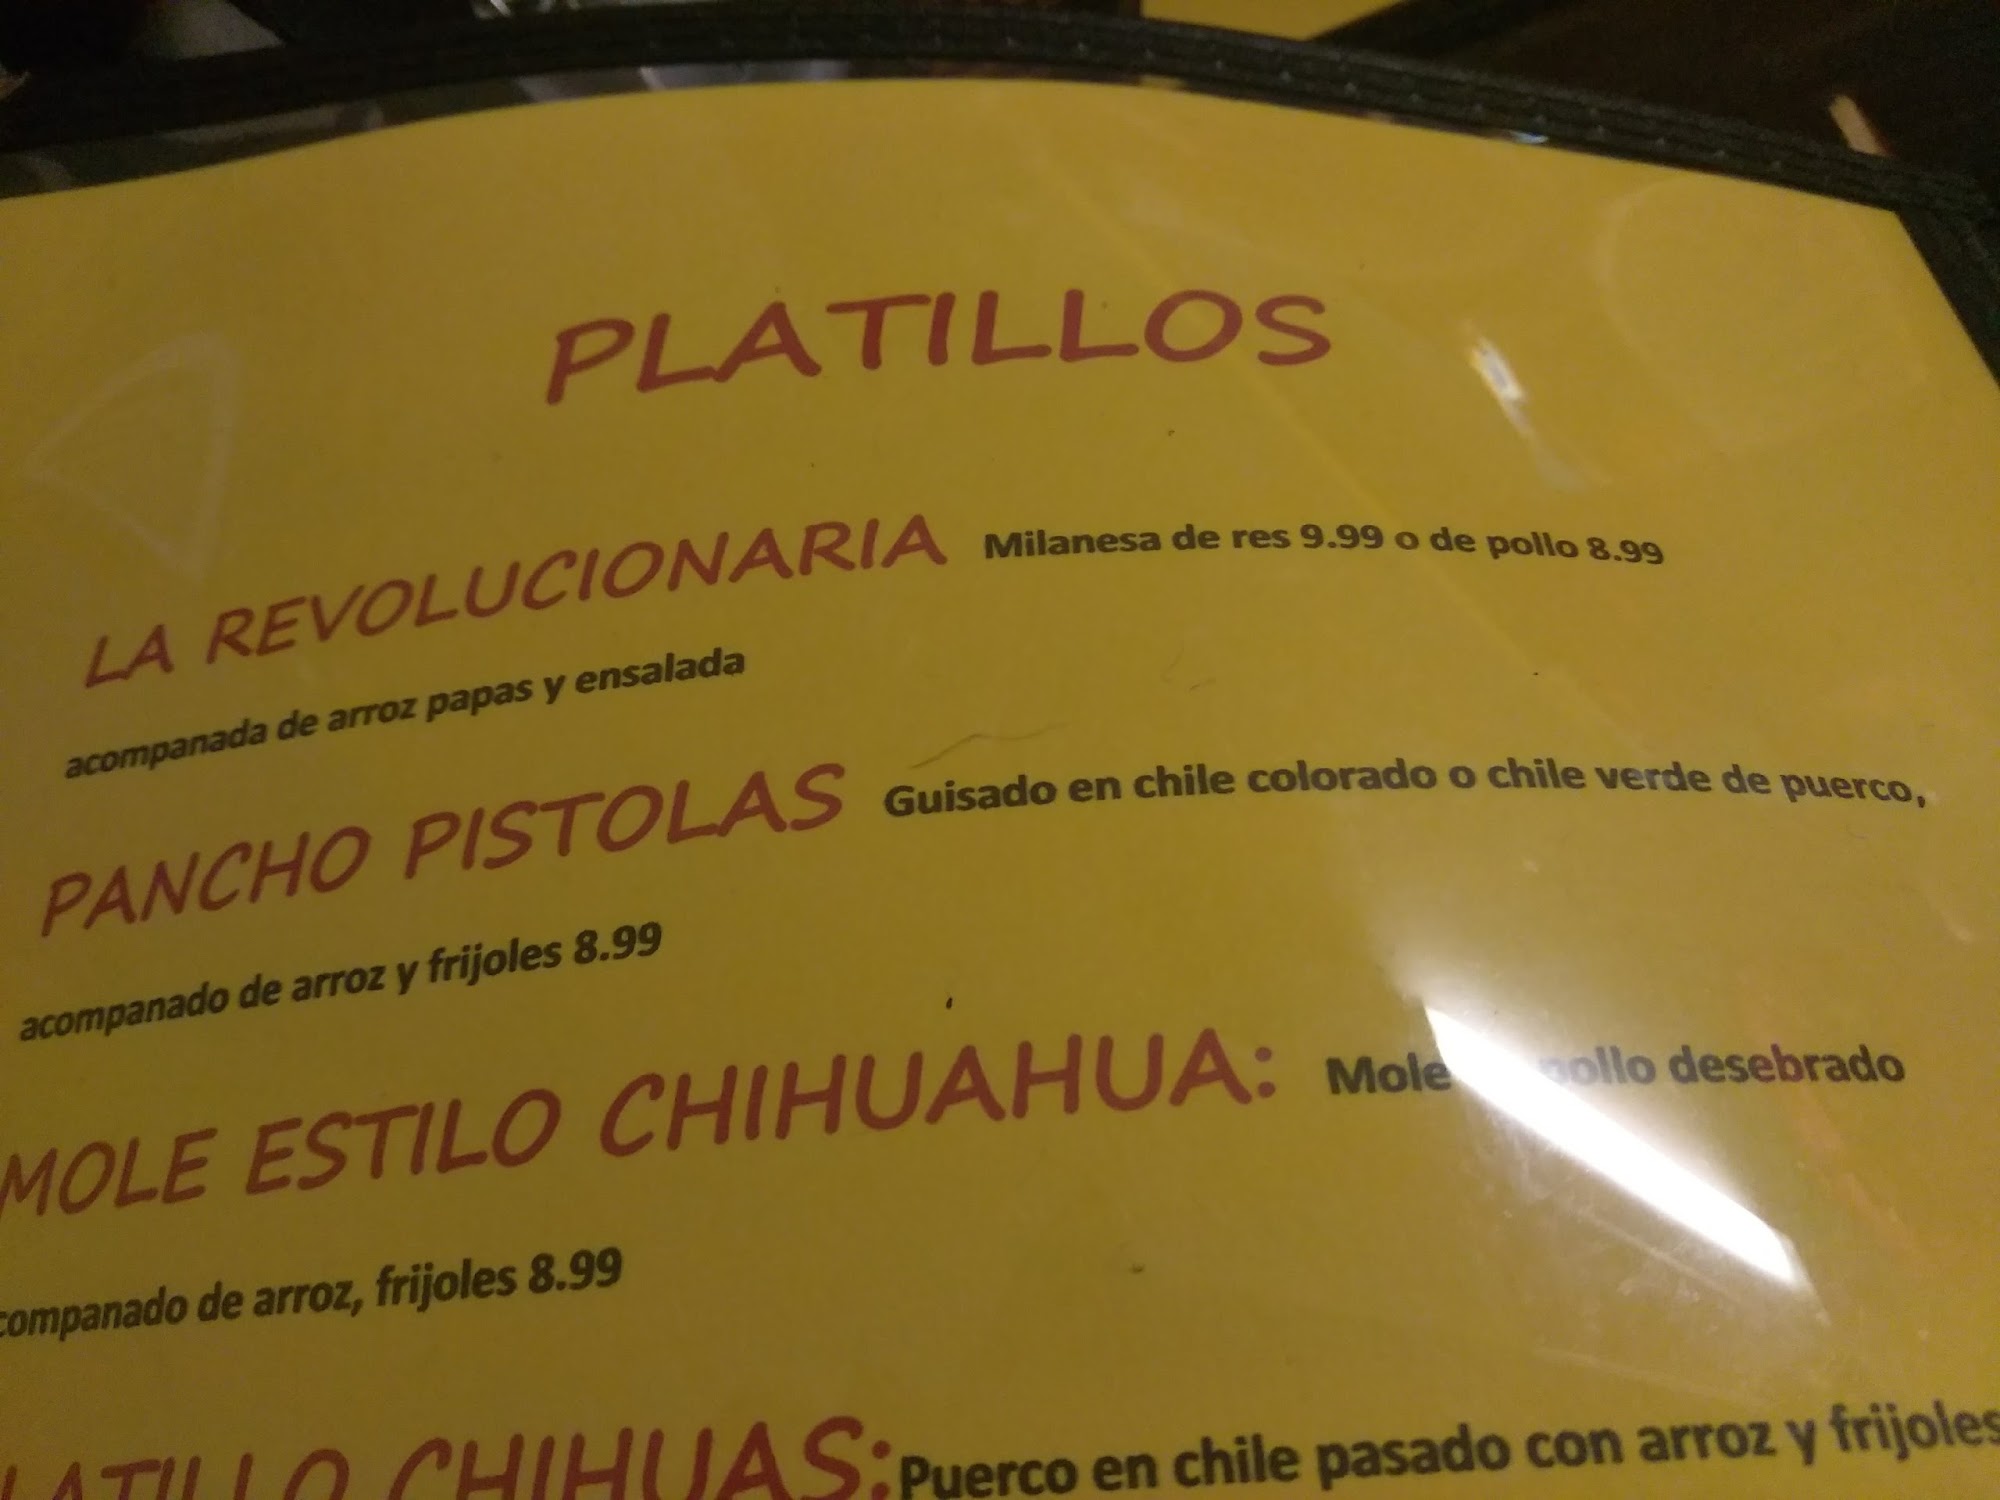 PLATILLOS
LA REVOLUCIONARIA Milanesa de res 9.99 o de pollo 8.99
acompanada de arroz papas y ensalada
PANCHO PISTOLAS Guisado en chile colorado o chile verde de puerco,
acompanado de arroz y frijoles 8.99
MOLE ESTILO CHIHUAHUA: Mole pollo desebrado
companado de arroz, frijoles 8.99
LATILLO CHIHUAS: Puerco en chile pasado con arroz y frijoles